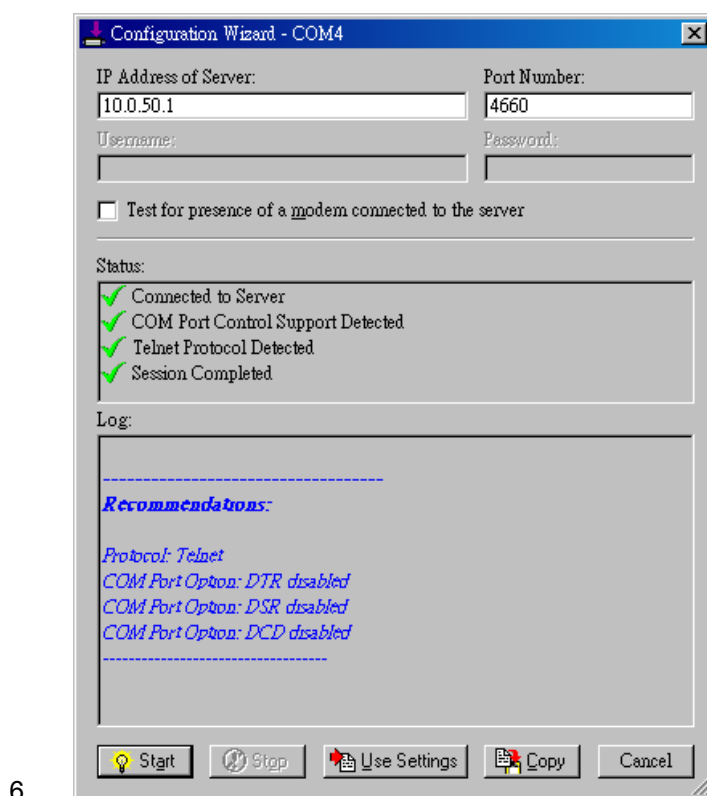 Configuration Wizard - COM4
IP Address of Server: Port Number:
10.0.50.1 4660
Username: Password:
Test for presence of a modem connected to the server
Status:
Connected to Server
COM Port Control Support Detected
Telnet Protocol Detected
Session Completed
Log:
-----------------------------------
Recommendations:
Protocol: Telnet
COM Port Option: DTR disabled
COM Port Option: DSR disabled
COM Port Option: DCD disabled
-----------------------------------
Start Stop Use Settings Copy Cancel
6